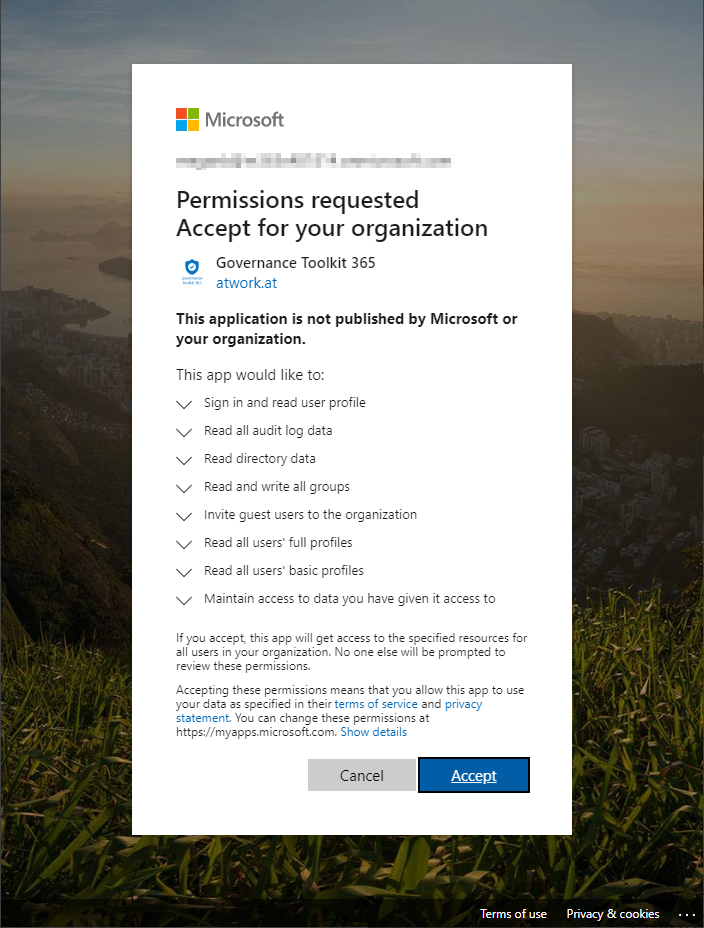 Microsoft
Permissions requested
Accept for your organization
Governance Toolkit 365
atwork.at
This application is not published by Microsoft or
your organization.
This app would like to:
Sign in and read user profile
Read all audit log data
Read directory data
Read and write all groups
Invite guest users to the organization
Read all users' full profiles
Read all users' basic profiles
Maintain access to data you have given it access to
If you accept, this app will get access to the specified resources for
all users in your organization. No one else will be prompted to
review these permissions.
Accepting these permissions means that you allow this app to use
your data as specified in their terms of service and privacy
statement. You can change these permissions at
https://myapps.microsoft.com. Show details
Cancel
Accept
Terms of use
Privacy & cookies